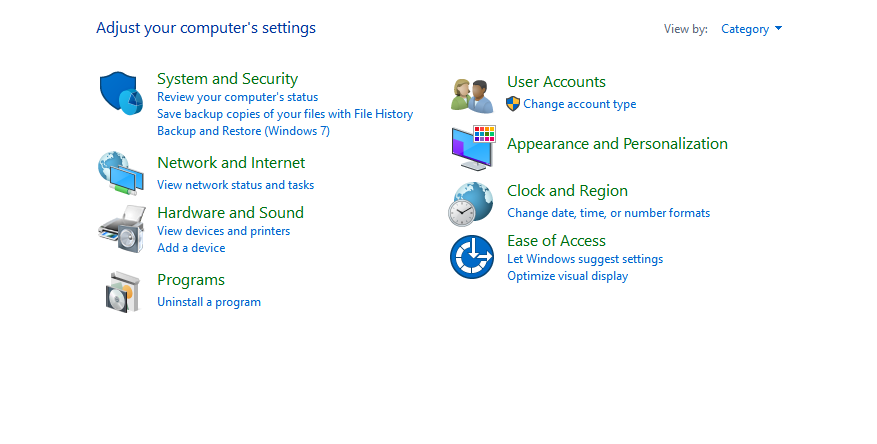 Adjust your computer's settings
View by: Category
System and Security
Review your computer's status
Save backup copies of your files with File History
Backup and Restore (Windows 7)
Network and Internet
View network status and tasks
Hardware and Sound
View devices and printers
Add a device
Programs
Uninstall a program
User Accounts
Change account type
Appearance and Personalization
Clock and Region
Change date, time, or number formats
Ease of Access
Let Windows suggest settings
Optimize visual display